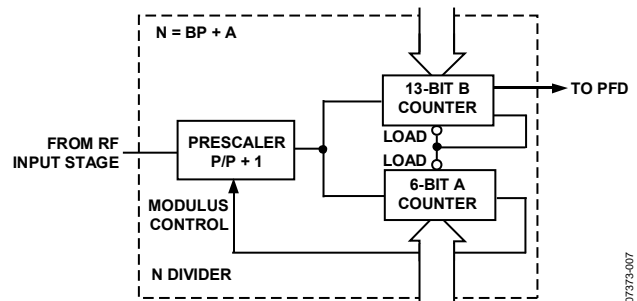 N = BP + A
13-BIT B
COUNTER
TO PFD
LOAD
FROM RF
INPUT STAGE
PRESCALER
P/P + 1
LOAD
6-BIT A
COUNTER
MODULUS
CONTROL
N DIVIDER
07373-007